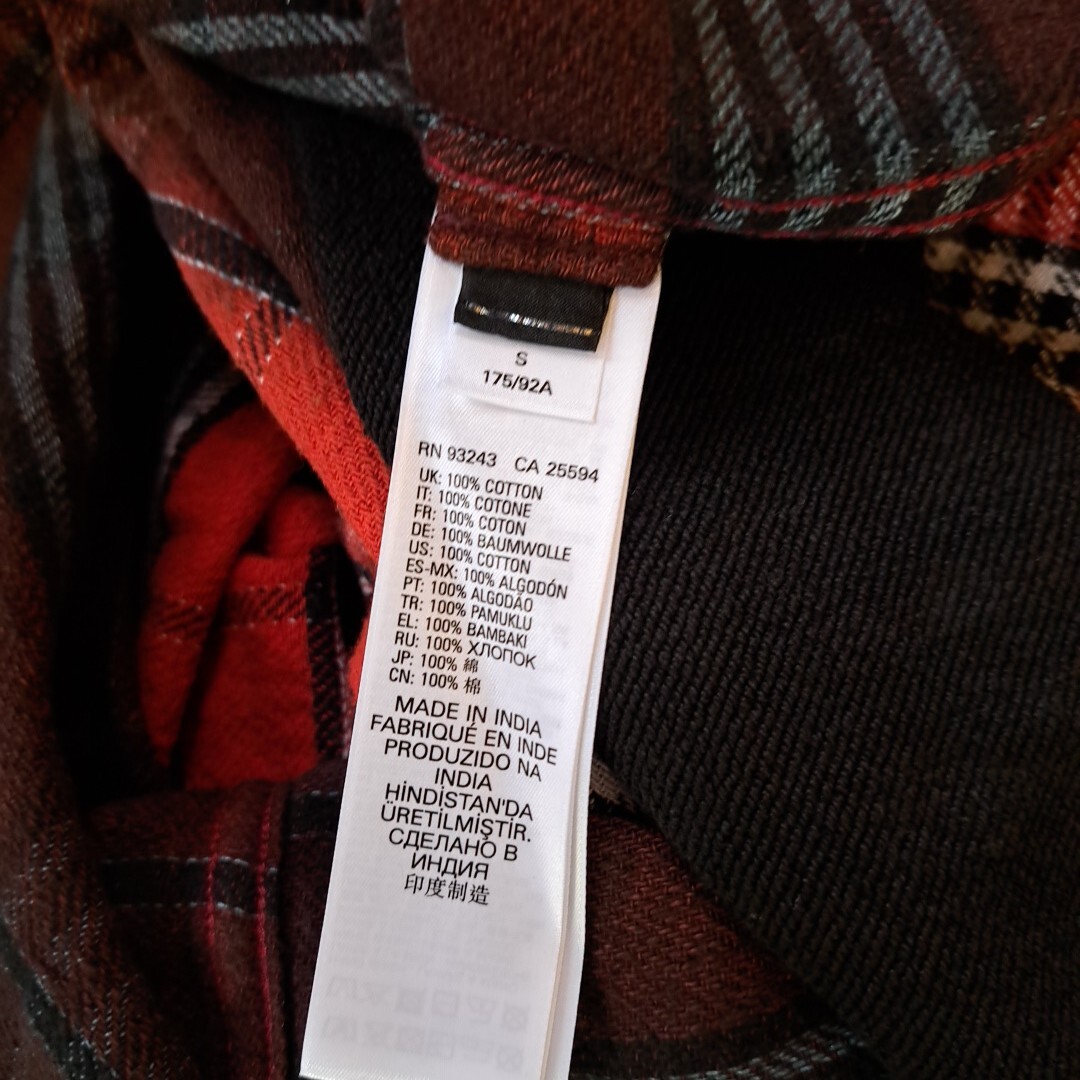 S
175/92A
RN 93243 CA 25594
UK: 100% COTTON
IT: 100% COTONE
FR: 100% COTON
DE: 100% BAUMWOLLE
US: 100% COTTON
ES-MX: 100% ALGODÓN
PT: 100% ALGODÃO
TR: 100% PAMUKLU
EL: 100% BAMBAKI
RU: 100% ХЛОПОК
JP: 100% 綿
CN: 100% 棉
MADE IN INDIA
FABRIQUÉ EN INDE
PRODUZIDO NA
INDIA
HİNDİSTAN'DA
ÜRETİLMİŞTİR.
СДЕЛАНО В
ИНДИЯ
印度制造